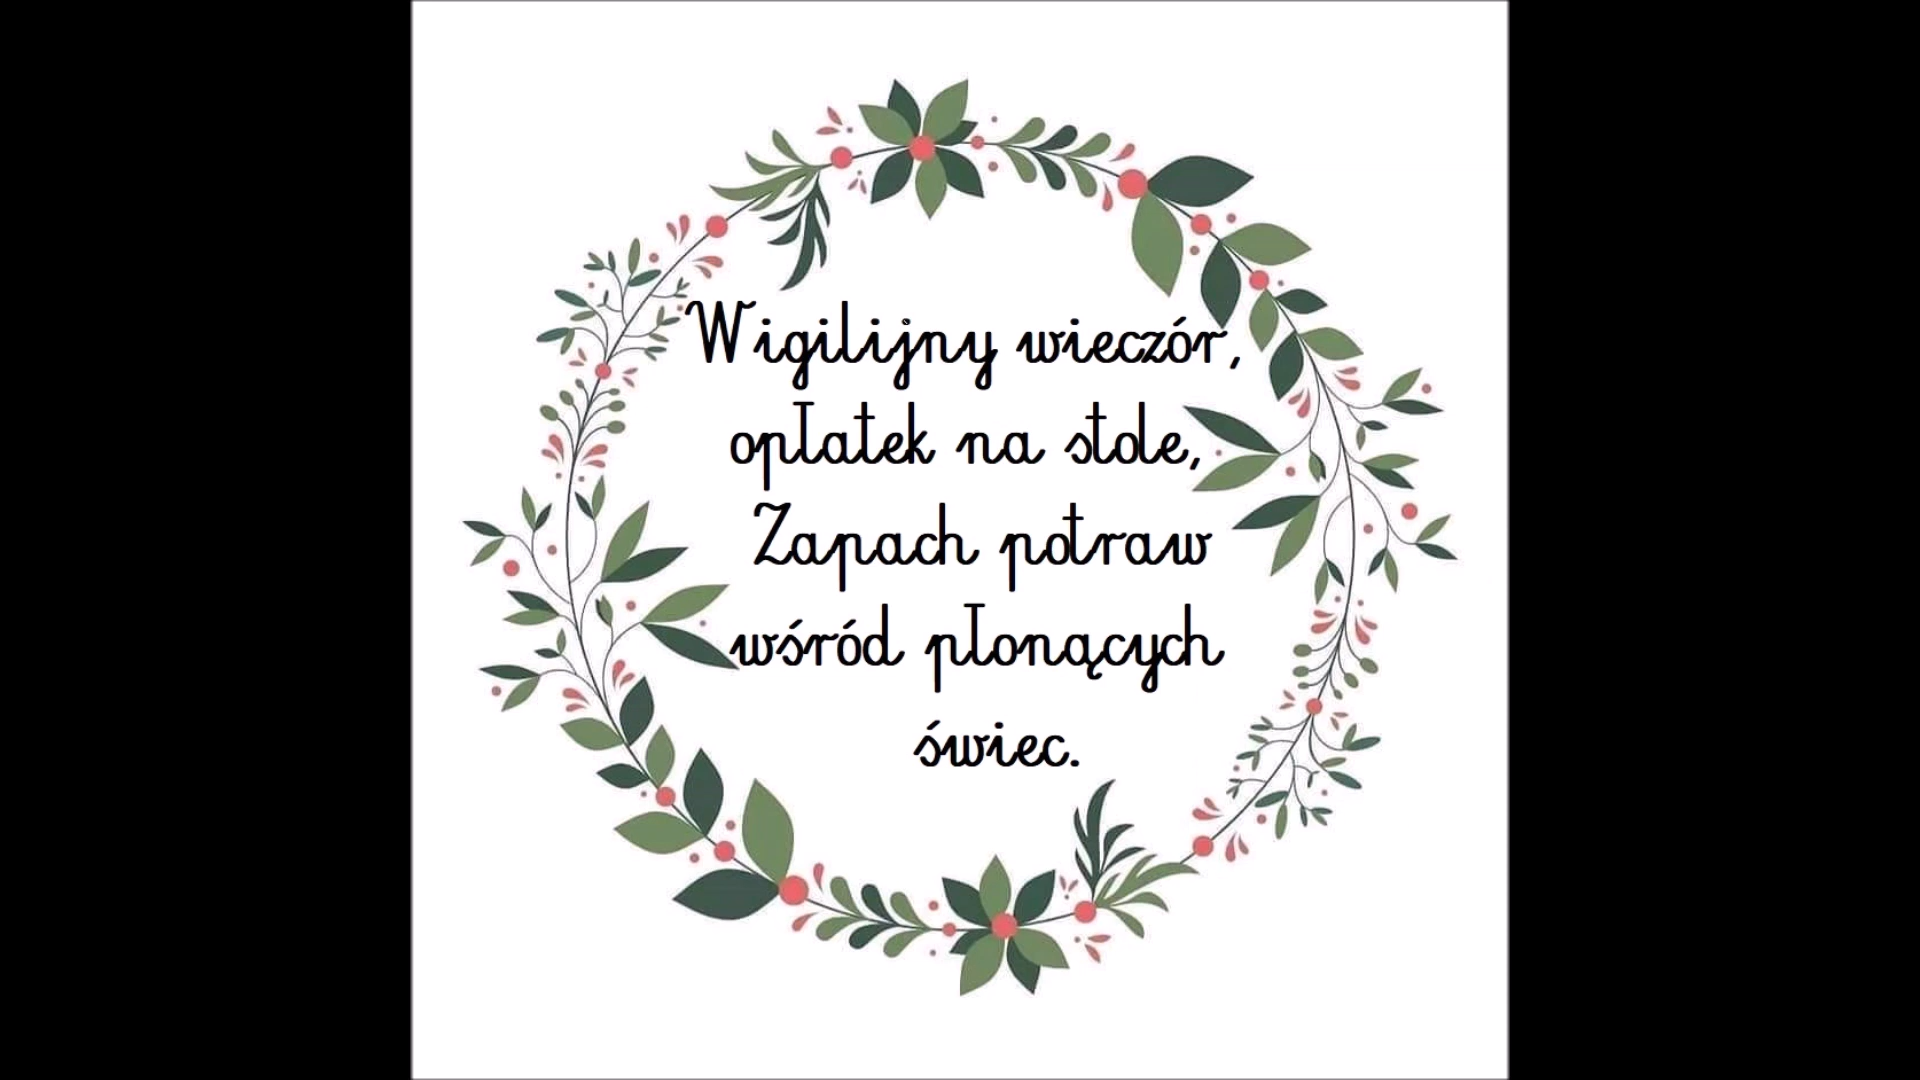 Wigilijny wieczór,
opłatek na stole,
Zapach potraw
wśród płonących
świec.